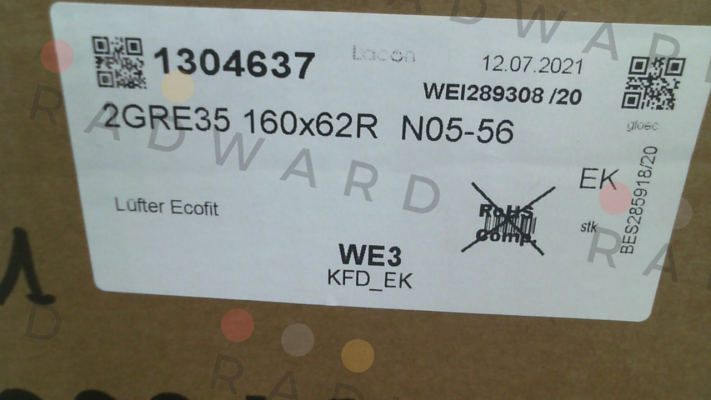 1304637
Lacon
12.07.2021
WEI289308 /20
2GRE35 160x62R N05-56
EK
Lüfter Ecofit
RoHS
Comp.
stk
BES285918/20
WE3
KFD_EK
RADWARD